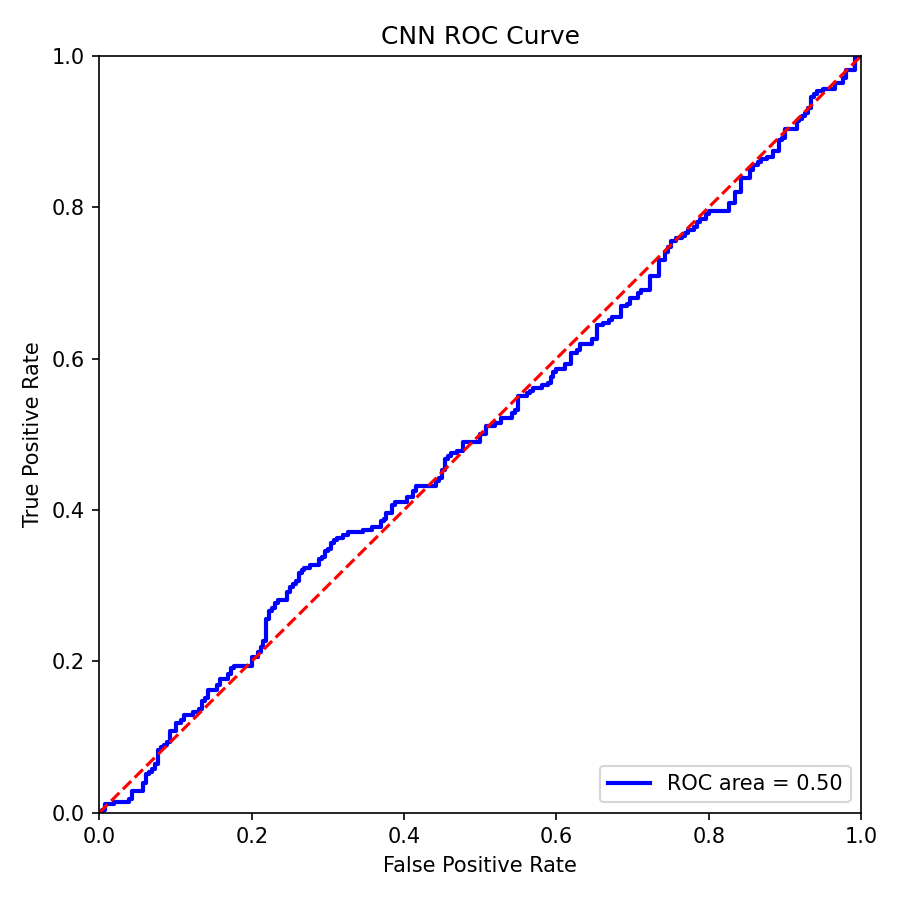 CNN ROC Curve
1.0
0.8
0.6
0.4
0.2
0.0
True Positive Rate
ROC area = 0.50
0.0 0.2 0.4 0.6 0.8 1.0
False Positive Rate